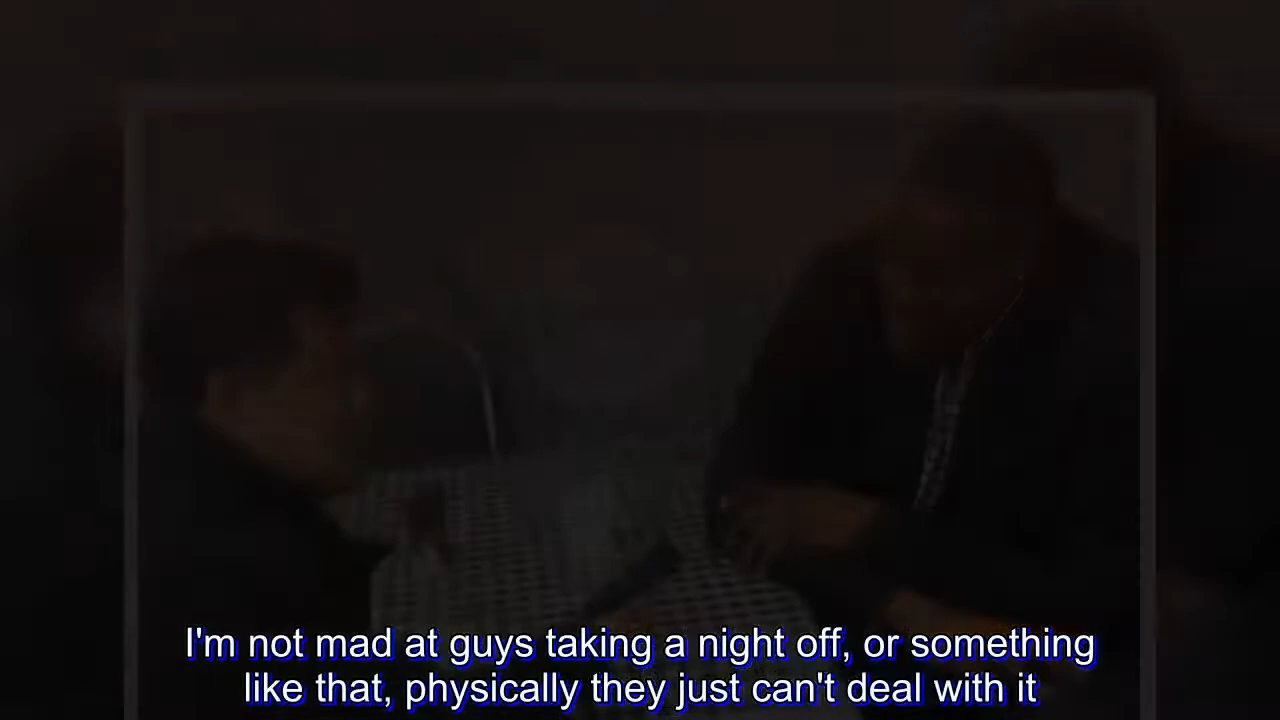 I'm not mad at guys taking a night off, or something
like that, physically they just can't deal with it